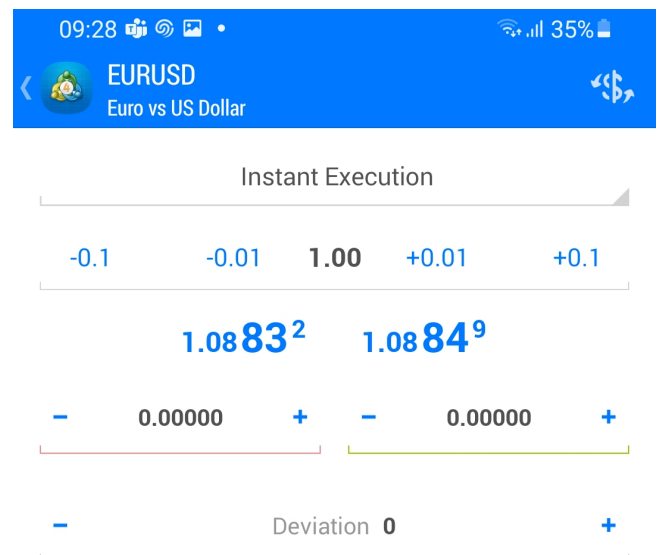 09:28 35%
EURUSD
Euro vs US Dollar
Instant Execution
-0.1 -0.01 1.00 +0.01 +0.1
1.08832 1.08849
− 0.00000 + − 0.00000 +
− Deviation 0 +